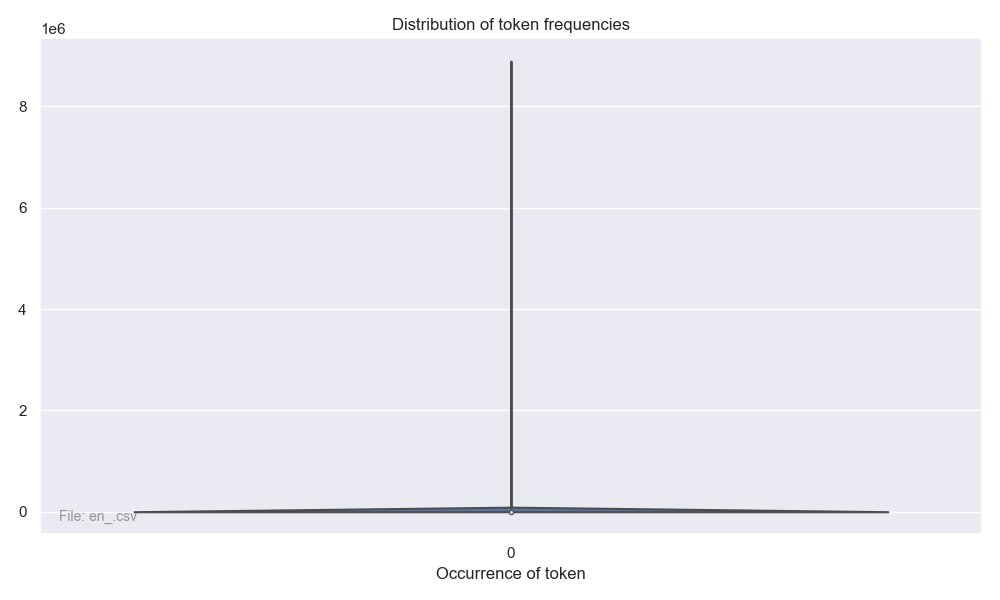 Distribution of token frequencies
1e6
8
6
4
2
0
File: en_.csv
0
Occurrence of token